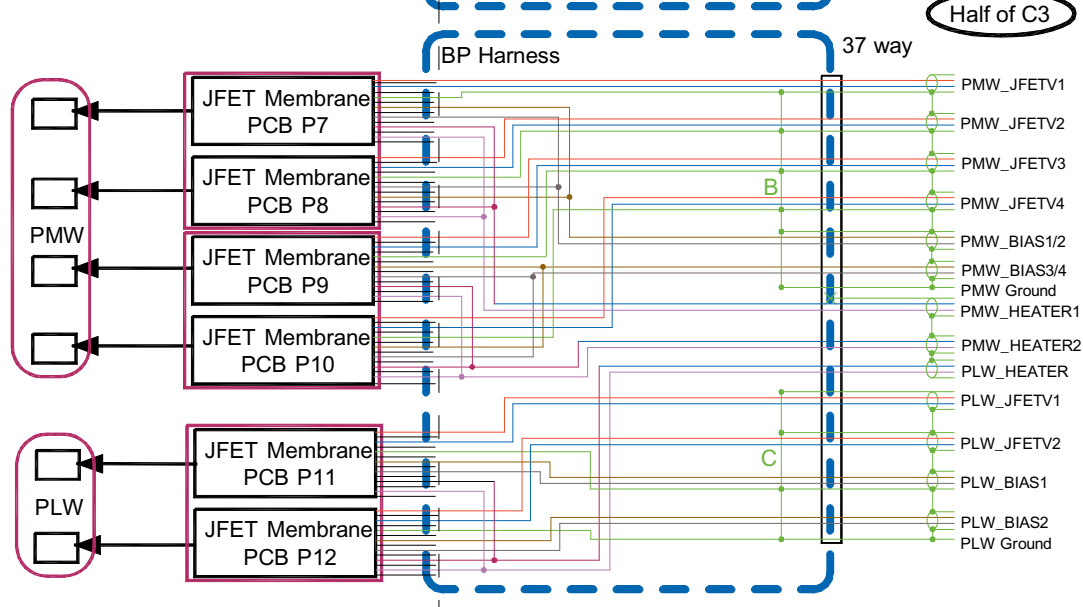 Half of C3
BP Harness
37 way
JFET Membrane
PCB P7
JFET Membrane
PCB P8
JFET Membrane
PCB P9
JFET Membrane
PCB P10
JFET Membrane
PCB P11
JFET Membrane
PCB P12
PMW
PLW
B
C
PMW_JFETV1
PMW_JFETV2
PMW_JFETV3
PMW_JFETV4
PMW_BIAS1/2
PMW_BIAS3/4
PMW Ground
PMW_HEATER1
PMW_HEATER2
PLW_HEATER
PLW_JFETV1
PLW_JFETV2
PLW_BIAS1
PLW_BIAS2
PLW Ground